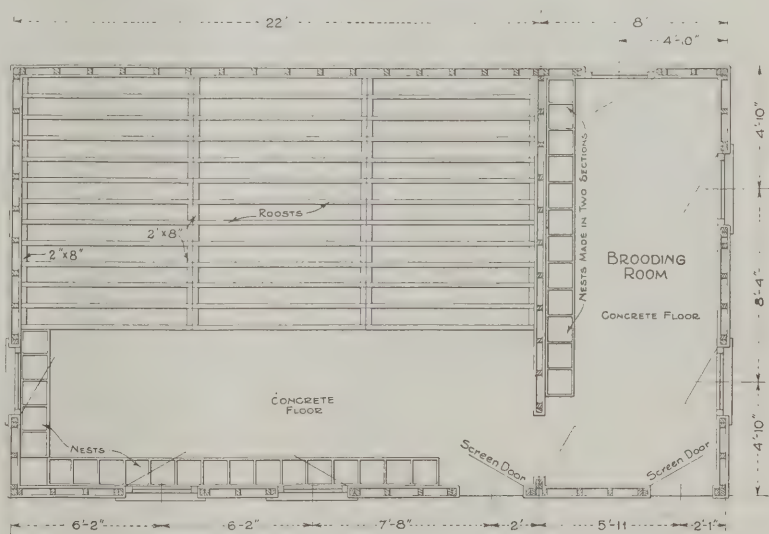 22'
8'
4'-0"
4'-10"
NESTS MADE IN TWO SECTIONS
ROOSTS
2'x8"
2"x8"
BROODING
ROOM
CONCRETE FLOOR
8'-4"
CONCRETE
FLOOR
NESTS
SCREEN DOOR
SCREEN DOOR
4'-10"
6'-2"
6'-2"
7'-8"
2'
5'-11
2'-1"